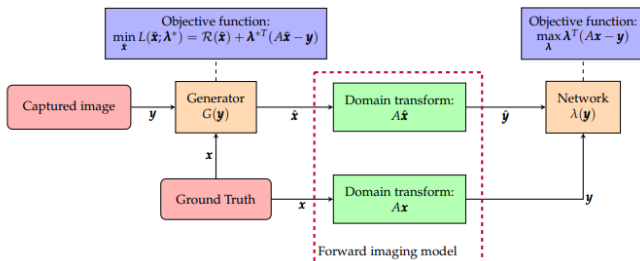 Objective function:
min L(x̃; λ*) = R(x̃) + λ*ᵀ(Ax̃ − y)
x̃
Objective function:
max λᵀ(Ax − y)
λ
Captured image
y
Generator
G(y)
x̂
Domain transform:
Ax̂
ŷ
Network
λ(y)
x
Ground Truth
x
Domain transform:
Ax
y
Forward imaging model